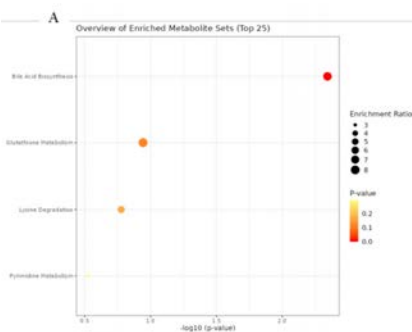 A
Overview of Enriched Metabolite Sets (Top 25)
Bile Acid Biosynthesis
Glutathione Metabolism
Lysine Degradation
Pyrimidine Metabolism
0.5 1.0 1.5 2.0
-log10 (p-value)
Enrichment Ratio
3
4
5
6
7
8
P-value
0.2
0.1
0.0